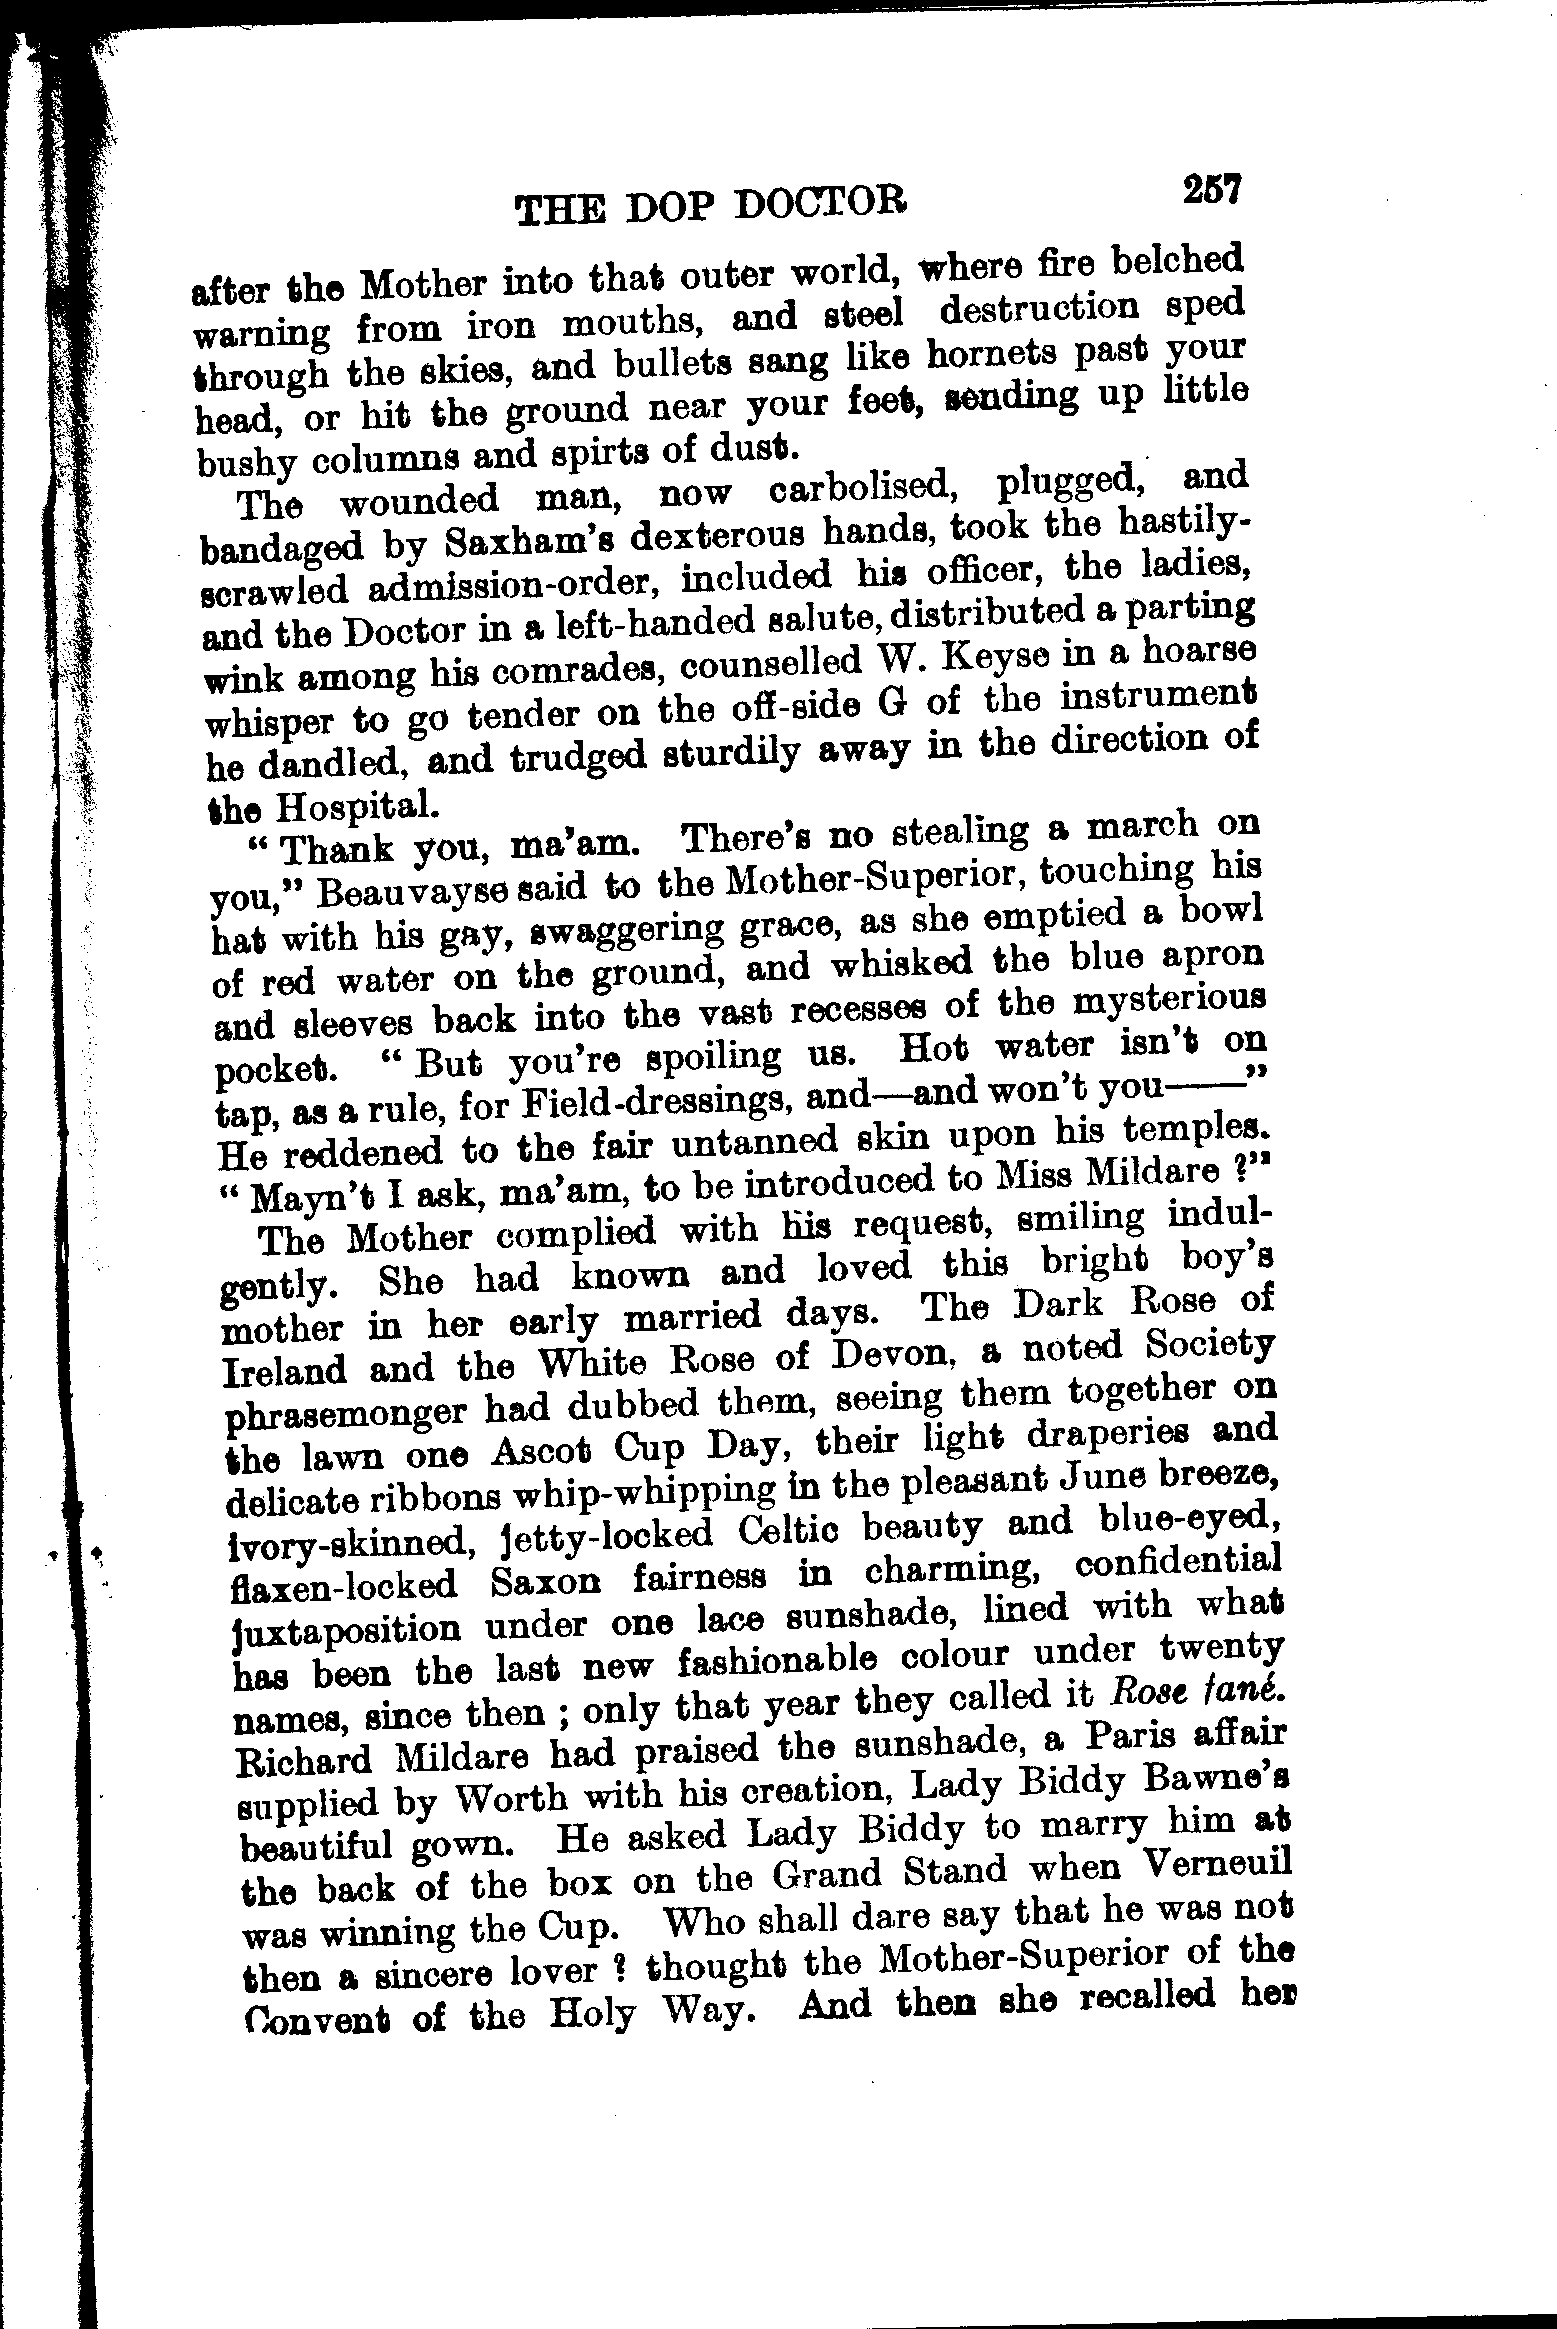 THE DOP DOCTOR 257
after the Mother into that outer world, where fire belched
warning from iron mouths, and steel destruction sped
through the skies, and bullets sang like hornets past your
head, or hit the ground near your feet, sending up little
bushy columns and spirts of dust.
The wounded man, now carbolised, plugged, and
bandaged by Saxham's dexterous hands, took the hastily-
scrawled admission-order, included his officer, the ladies,
and the Doctor in a left-handed salute, distributed a parting
wink among his comrades, counselled W. Keyse in a hoarse
whisper to go tender on the off-side G of the instrument
he dandled, and trudged sturdily away in the direction of
the Hospital.
“ Thank you, ma'am. There's no stealing a march on
you,” Beauvayse said to the Mother-Superior, touching his
hat with his gay, swaggering grace, as she emptied a bowl
of red water on the ground, and whisked the blue apron
and sleeves back into the vast recesses of the mysterious
pocket. “ But you're spoiling us. Hot water isn't on
tap, as a rule, for Field-dressings, and—and won't you——”
He reddened to the fair untanned skin upon his temples.
“ Mayn't I ask, ma'am, to be introduced to Miss Mildare ?”
The Mother complied with his request, smiling indul-
gently. She had known and loved this bright boy's
mother in her early married days. The Dark Rose of
Ireland and the White Rose of Devon, a noted Society
phrasemonger had dubbed them, seeing them together on
the lawn one Ascot Cup Day, their light draperies and
delicate ribbons whip-whipping in the pleasant June breeze,
ivory-skinned, jetty-locked Celtic beauty and blue-eyed,
flaxen-locked Saxon fairness in charming, confidential
juxtaposition under one lace sunshade, lined with what
has been the last new fashionable colour under twenty
names, since then ; only that year they called it Rose fané.
Richard Mildare had praised the sunshade, a Paris affair
supplied by Worth with his creation, Lady Biddy Bawne's
beautiful gown. He asked Lady Biddy to marry him at
the back of the box on the Grand Stand when Verneuil
was winning the Cup. Who shall dare say that he was not
then a sincere lover ? thought the Mother-Superior of the
Convent of the Holy Way. And then she recalled her